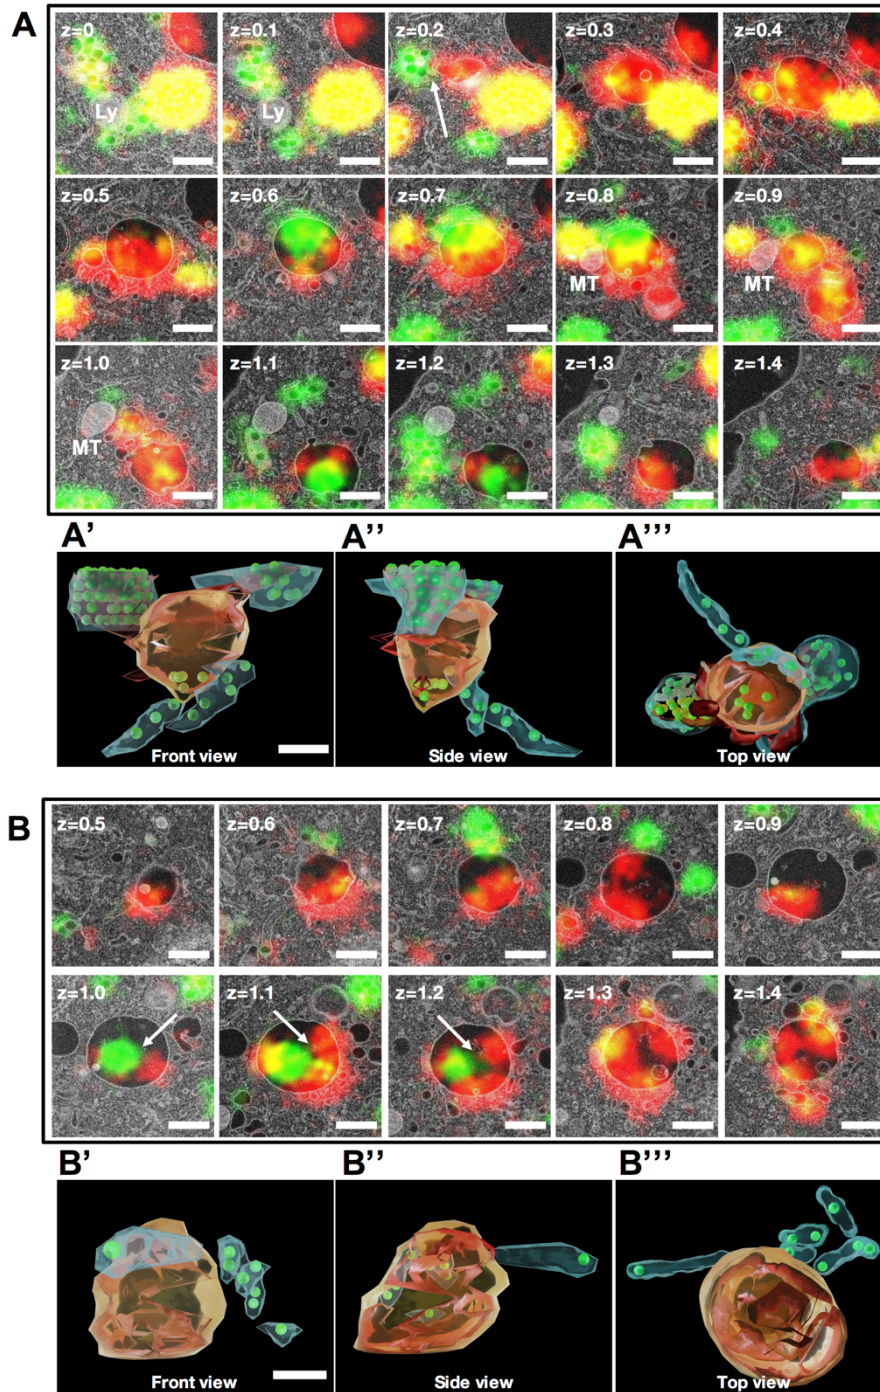 A
z=0 z=0.1 z=0.2 z=0.3 z=0.4
Ly Ly
z=0.5 z=0.6 z=0.7 z=0.8 z=0.9
MT MT
z=1.0 z=1.1 z=1.2 z=1.3 z=1.4
MT
A' A'' A'''
Front view Side view Top view
B
z=0.5 z=0.6 z=0.7 z=0.8 z=0.9
z=1.0 z=1.1 z=1.2 z=1.3 z=1.4
B' B'' B'''
Front view Side view Top view